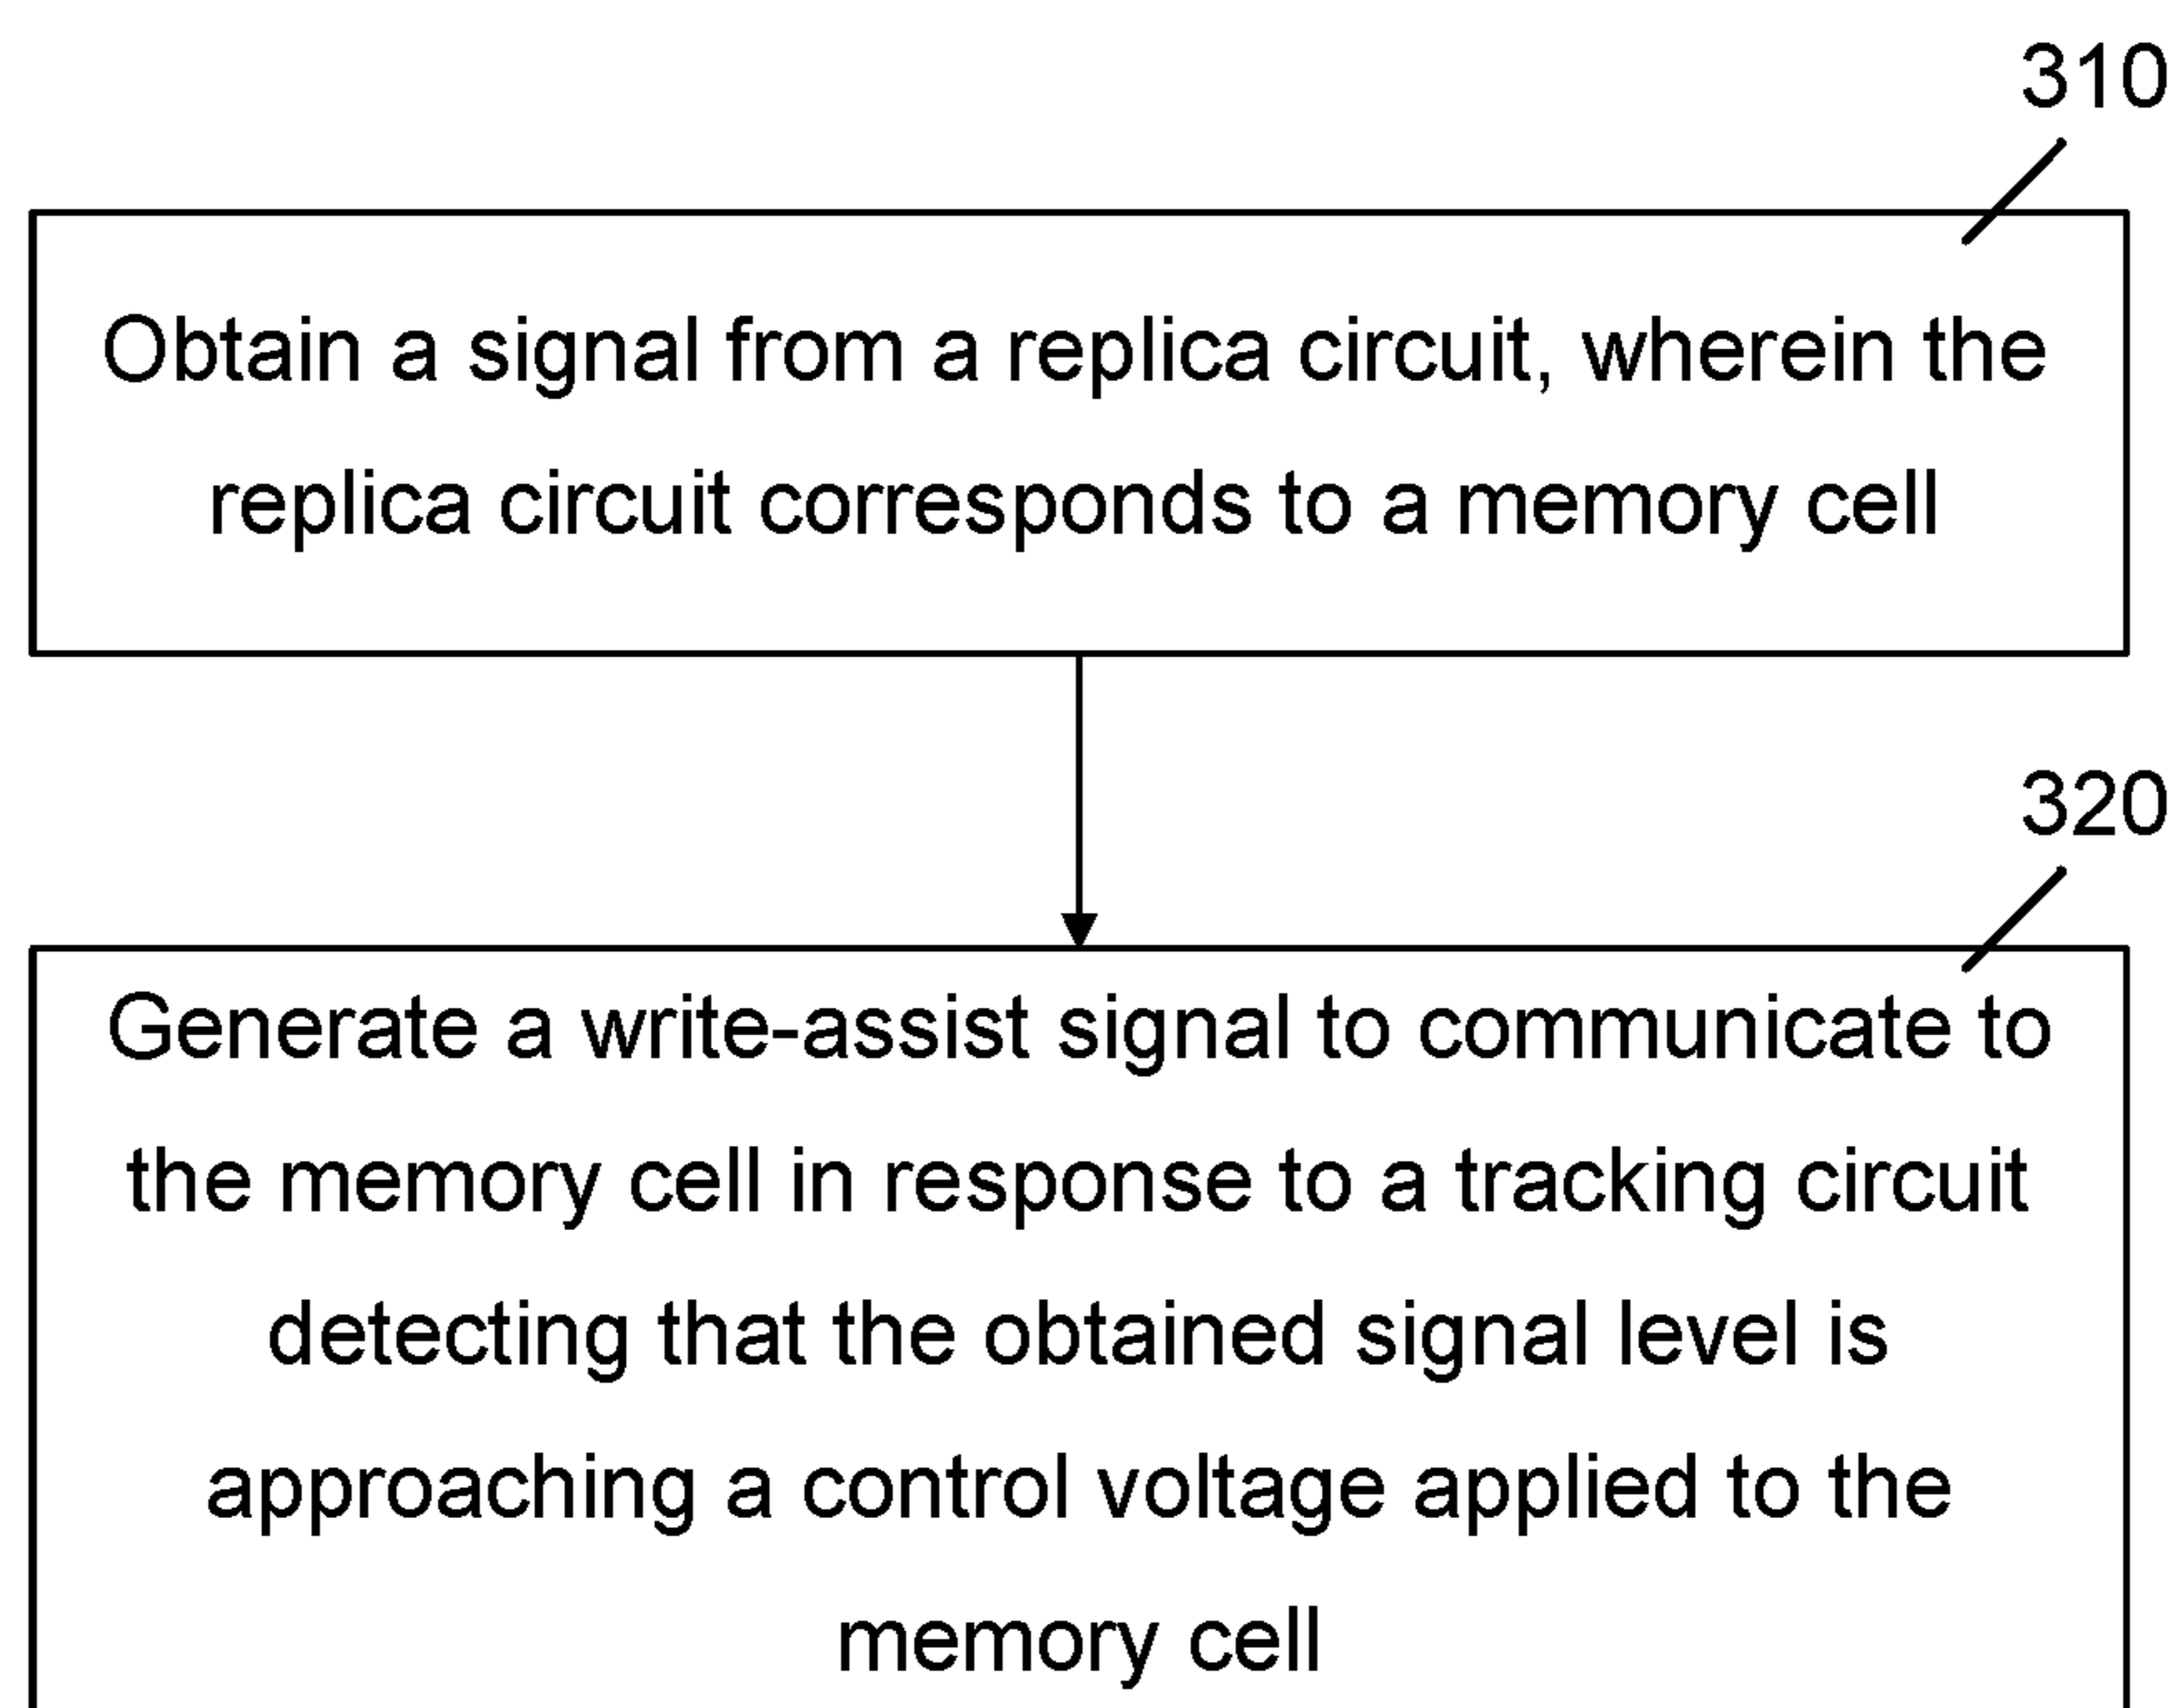 310
Obtain a signal from a replica circuit, wherein the
replica circuit corresponds to a memory cell
320
Generate a write-assist signal to communicate to
the memory cell in response to a tracking circuit
detecting that the obtained signal level is
approaching a control voltage applied to the
memory cell